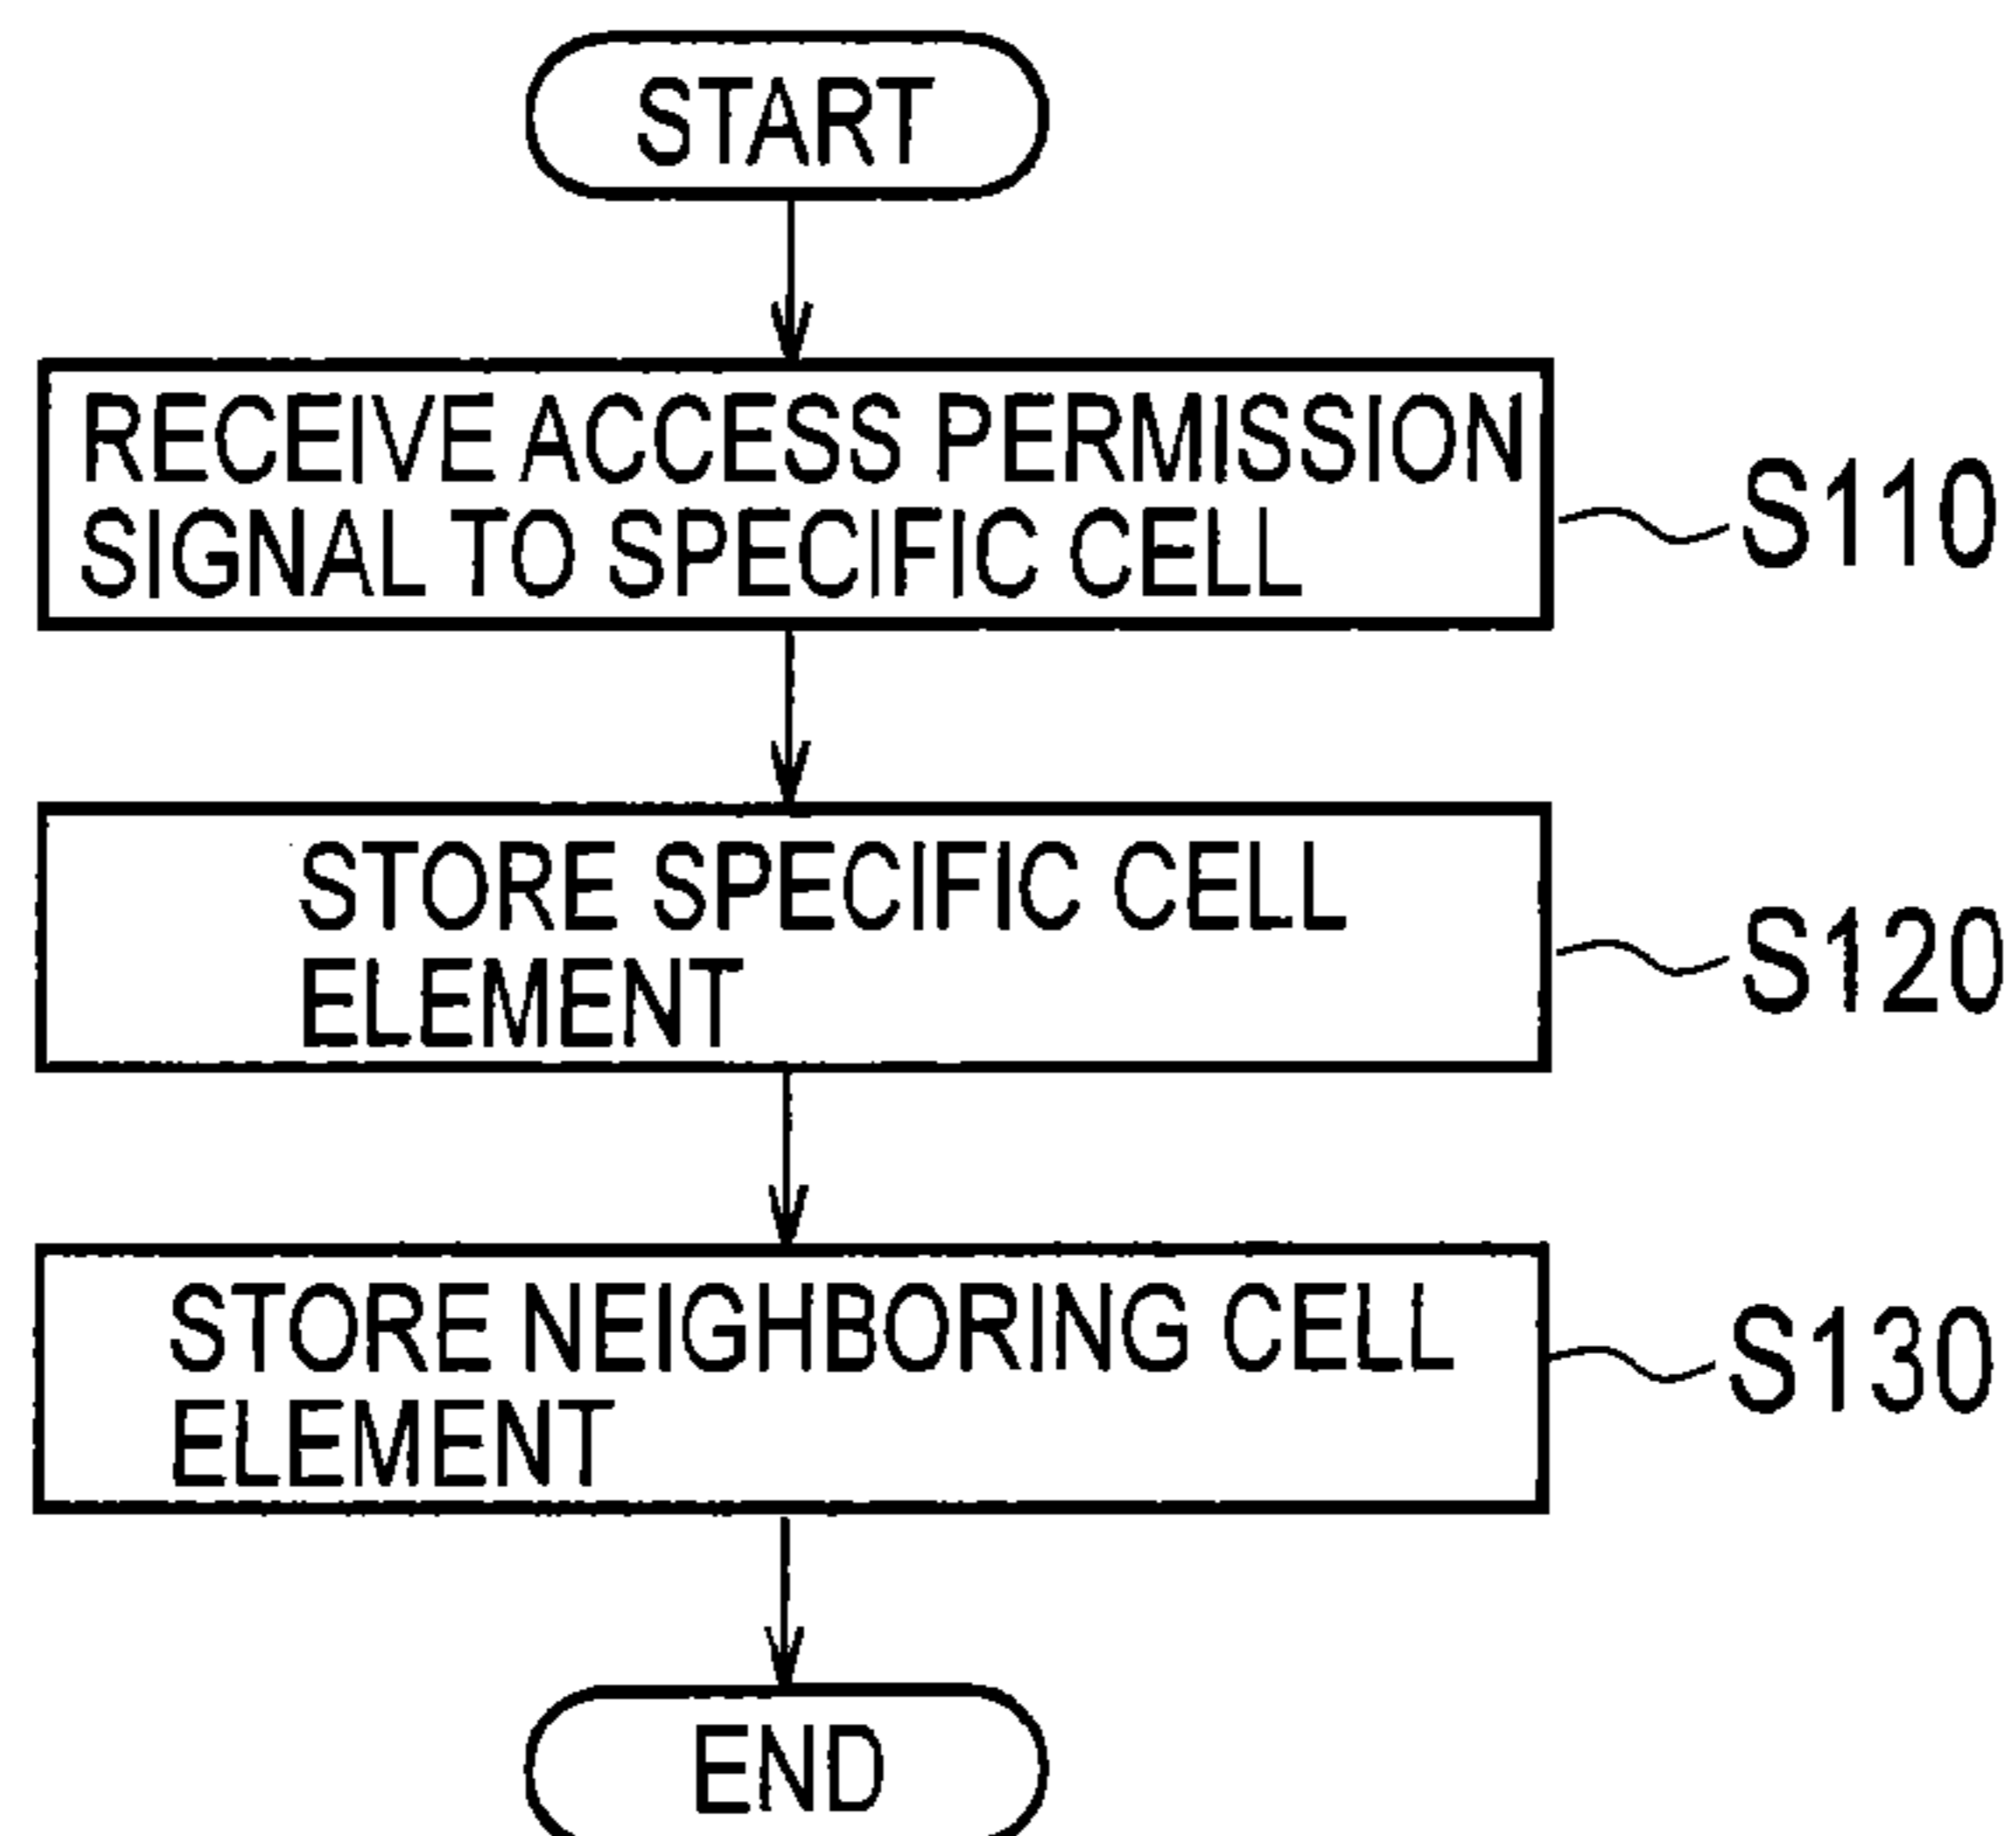 START
RECEIVE ACCESS PERMISSION
SIGNAL TO SPECIFIC CELL
S110
STORE SPECIFIC CELL
ELEMENT
S120
STORE NEIGHBORING CELL
ELEMENT
S130
END